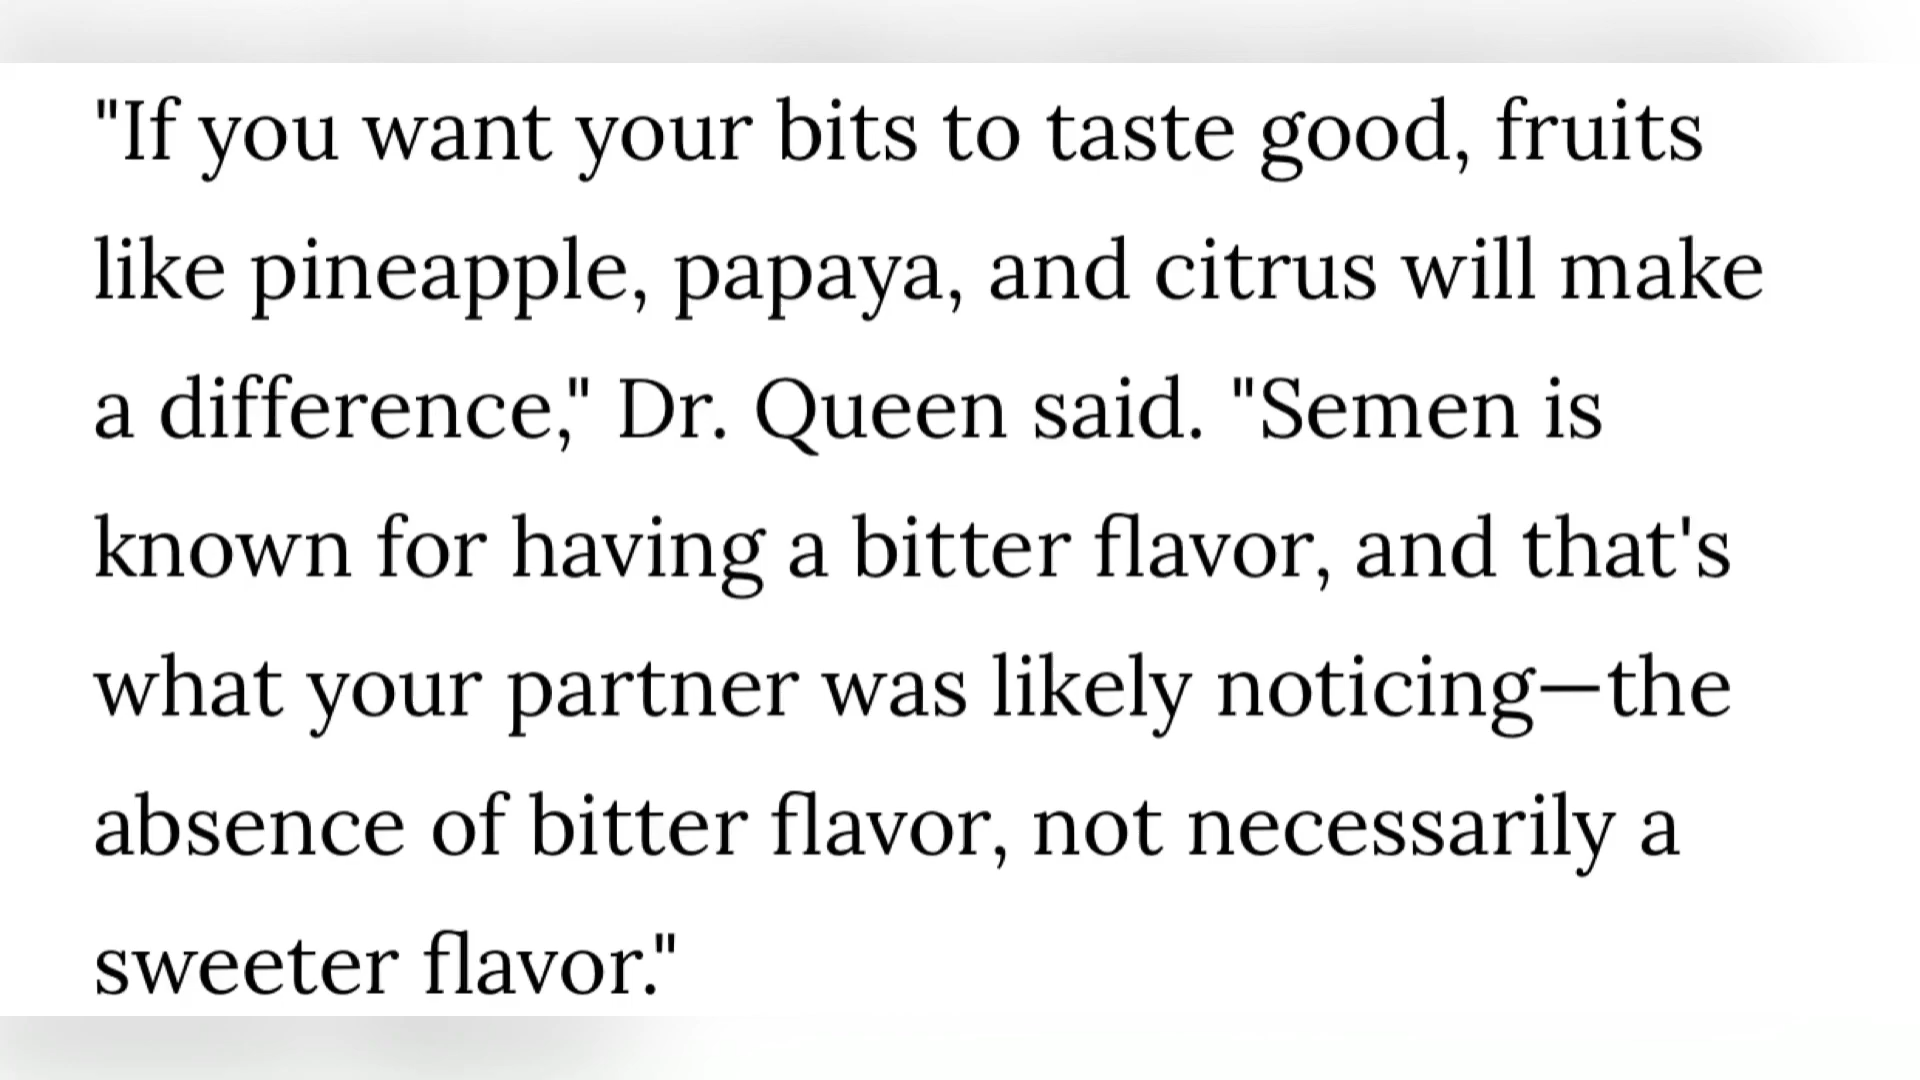 "If you want your bits to taste good, fruits
like pineapple, papaya, and citrus will make
a difference," Dr. Queen said. "Semen is
known for having a bitter flavor, and that's
what your partner was likely noticing—the
absence of bitter flavor, not necessarily a
sweeter flavor."